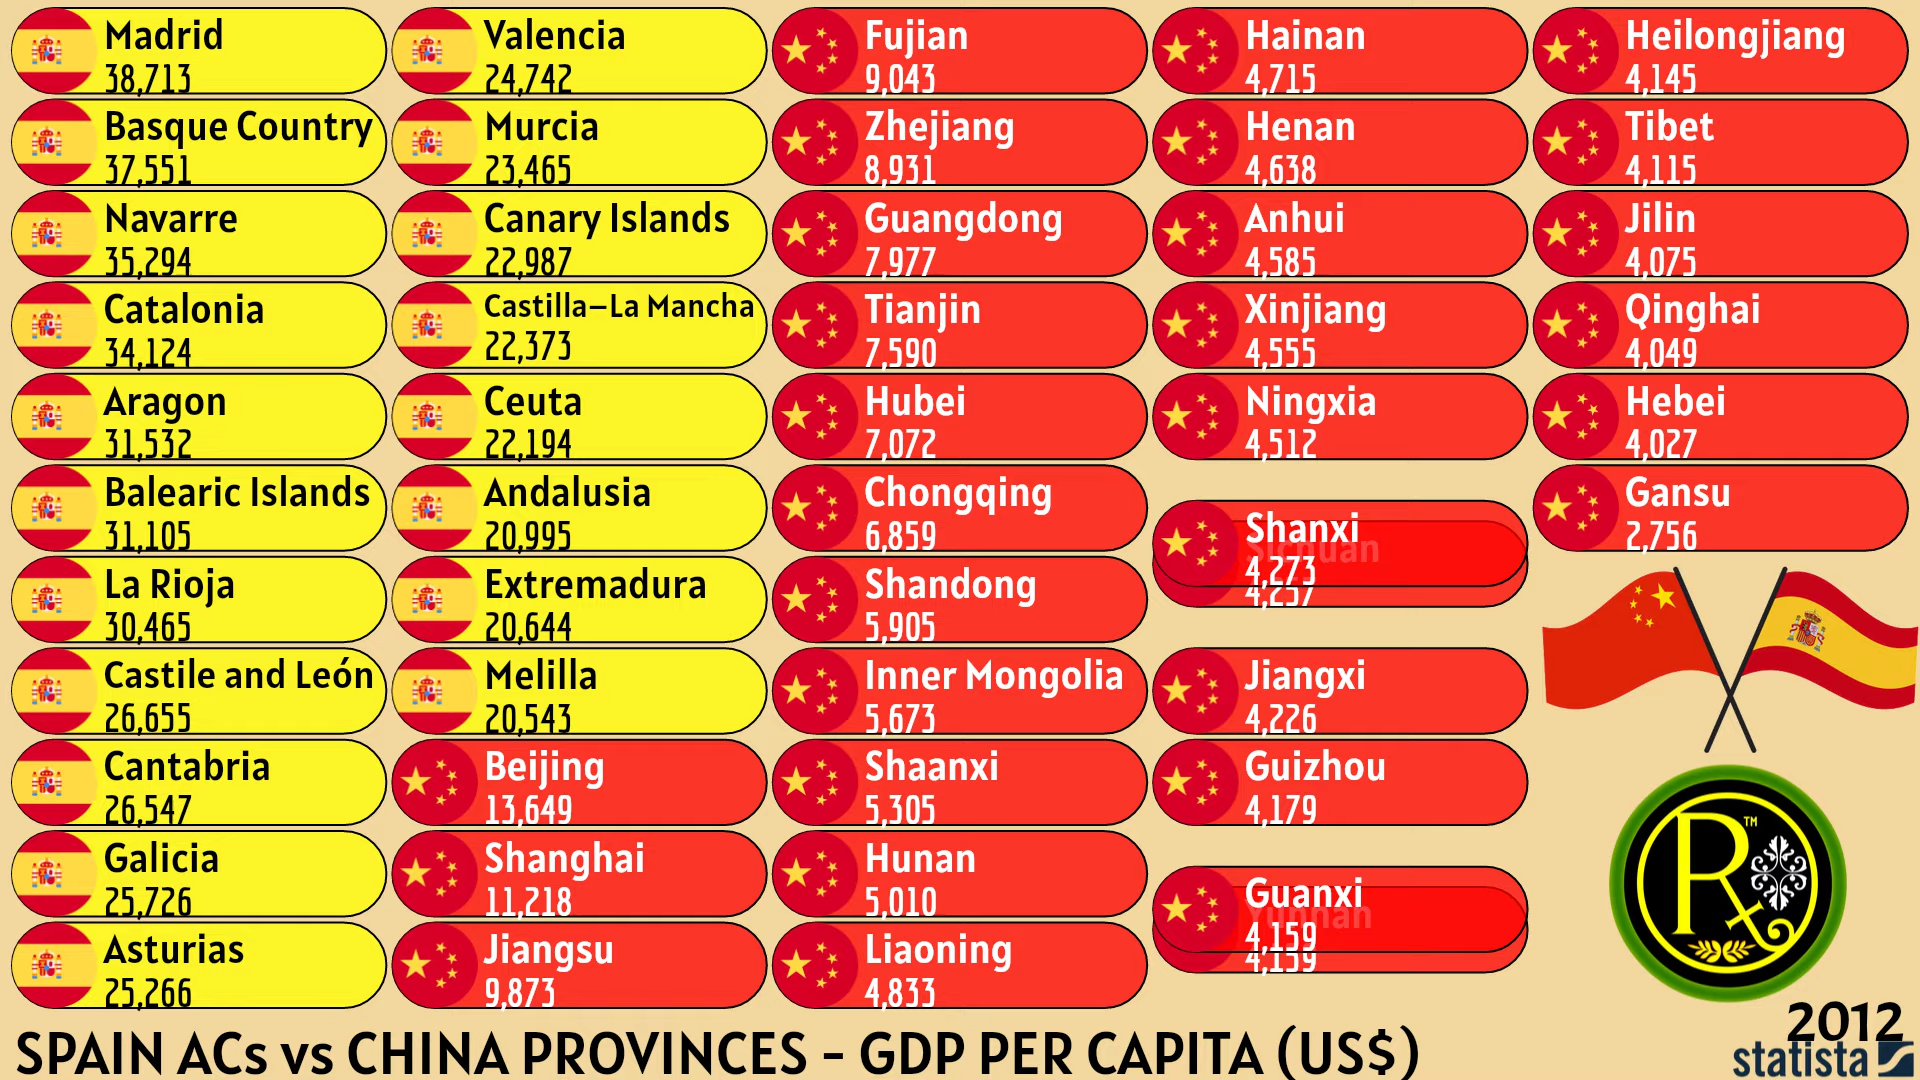 Madrid
38,713
Basque Country
37,551
Navarre
35,294
Catalonia
34,124
Aragon
31,532
Balearic Islands
31,105
La Rioja
30,465
Castile and León
26,655
Cantabria
26,547
Galicia
25,726
Asturias
25,266
Valencia
24,742
Murcia
23,465
Canary Islands
22,987
Castilla–La Mancha
22,373
Ceuta
22,194
Andalusia
20,995
Extremadura
20,644
Melilla
20,543
Beijing
13,649
Shanghai
11,218
Jiangsu
9,873
Fujian
9,043
Zhejiang
8,931
Guangdong
7,977
Tianjin
7,590
Hubei
7,072
Chongqing
6,859
Shandong
5,905
Inner Mongolia
5,673
Shaanxi
5,305
Hunan
5,010
Liaoning
4,833
Hainan
4,715
Henan
4,638
Anhui
4,585
Xinjiang
4,555
Ningxia
4,512
Shanxi
4,273
Sichuan
4,257
Jiangxi
4,226
Guizhou
4,179
Guanxi
4,159
Yunnan
4,159
Heilongjiang
4,145
Tibet
4,115
Jilin
4,075
Qinghai
4,049
Hebei
4,027
Gansu
2,756
R TM
2012
SPAIN ACs vs CHINA PROVINCES – GDP PER CAPITA (US$)
statista